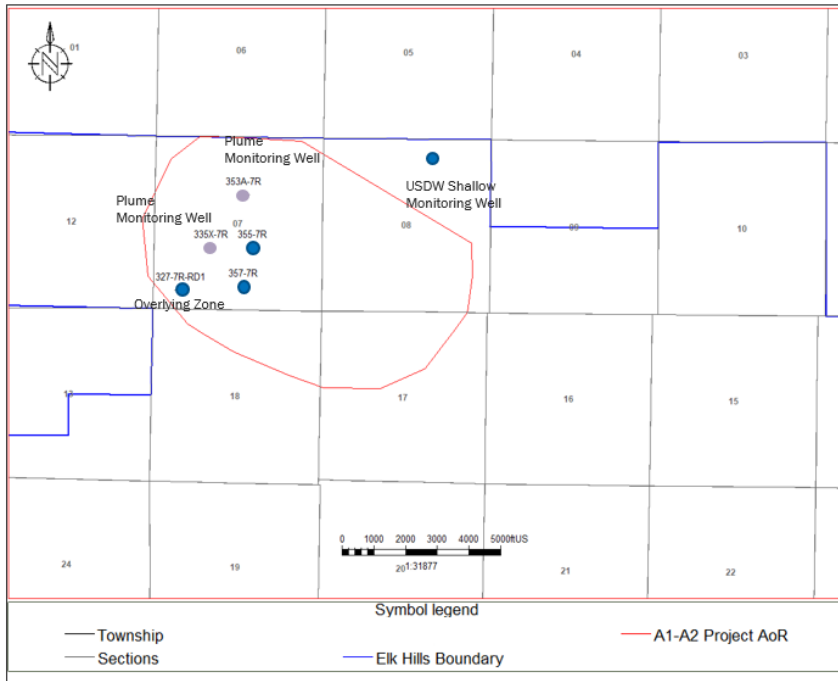 01
06
05
04
03
N
Plume
Monitoring Well
353A-7R
USDW Shallow
Monitoring Well
Plume
Monitoring Well
12
07
08
09
10
335X-7R
355-7R
327-7R-RD1
357-7R
Overlying Zone
13
18
17
16
15
0 1000 2000 3000 4000 5000ftUS
1:31877
24
19
20
21
22
Symbol legend
Township
A1-A2 Project AoR
Sections
Elk Hills Boundary